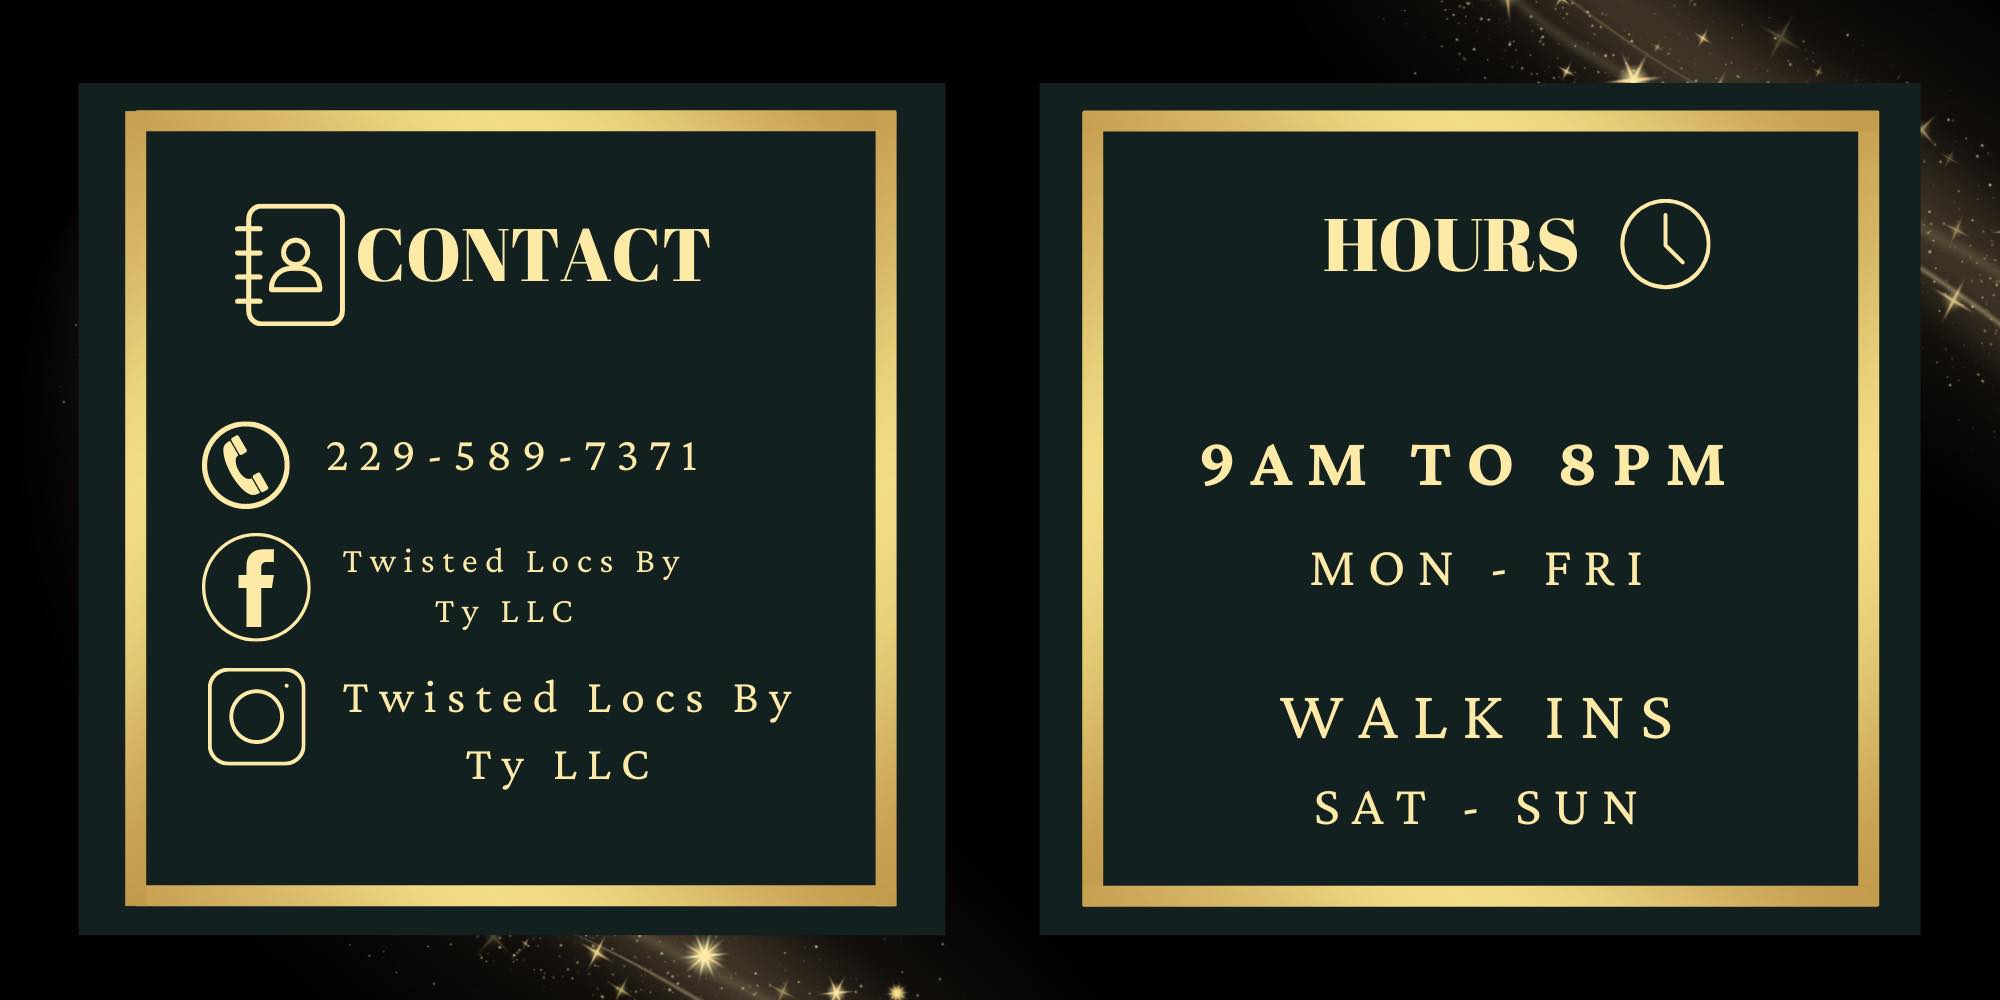 CONTACT
229-589-7371
Twisted Locs By
Ty LLC
Twisted Locs By
Ty LLC
HOURS
9AM TO 8PM
MON - FRI
WALK INS
SAT - SUN